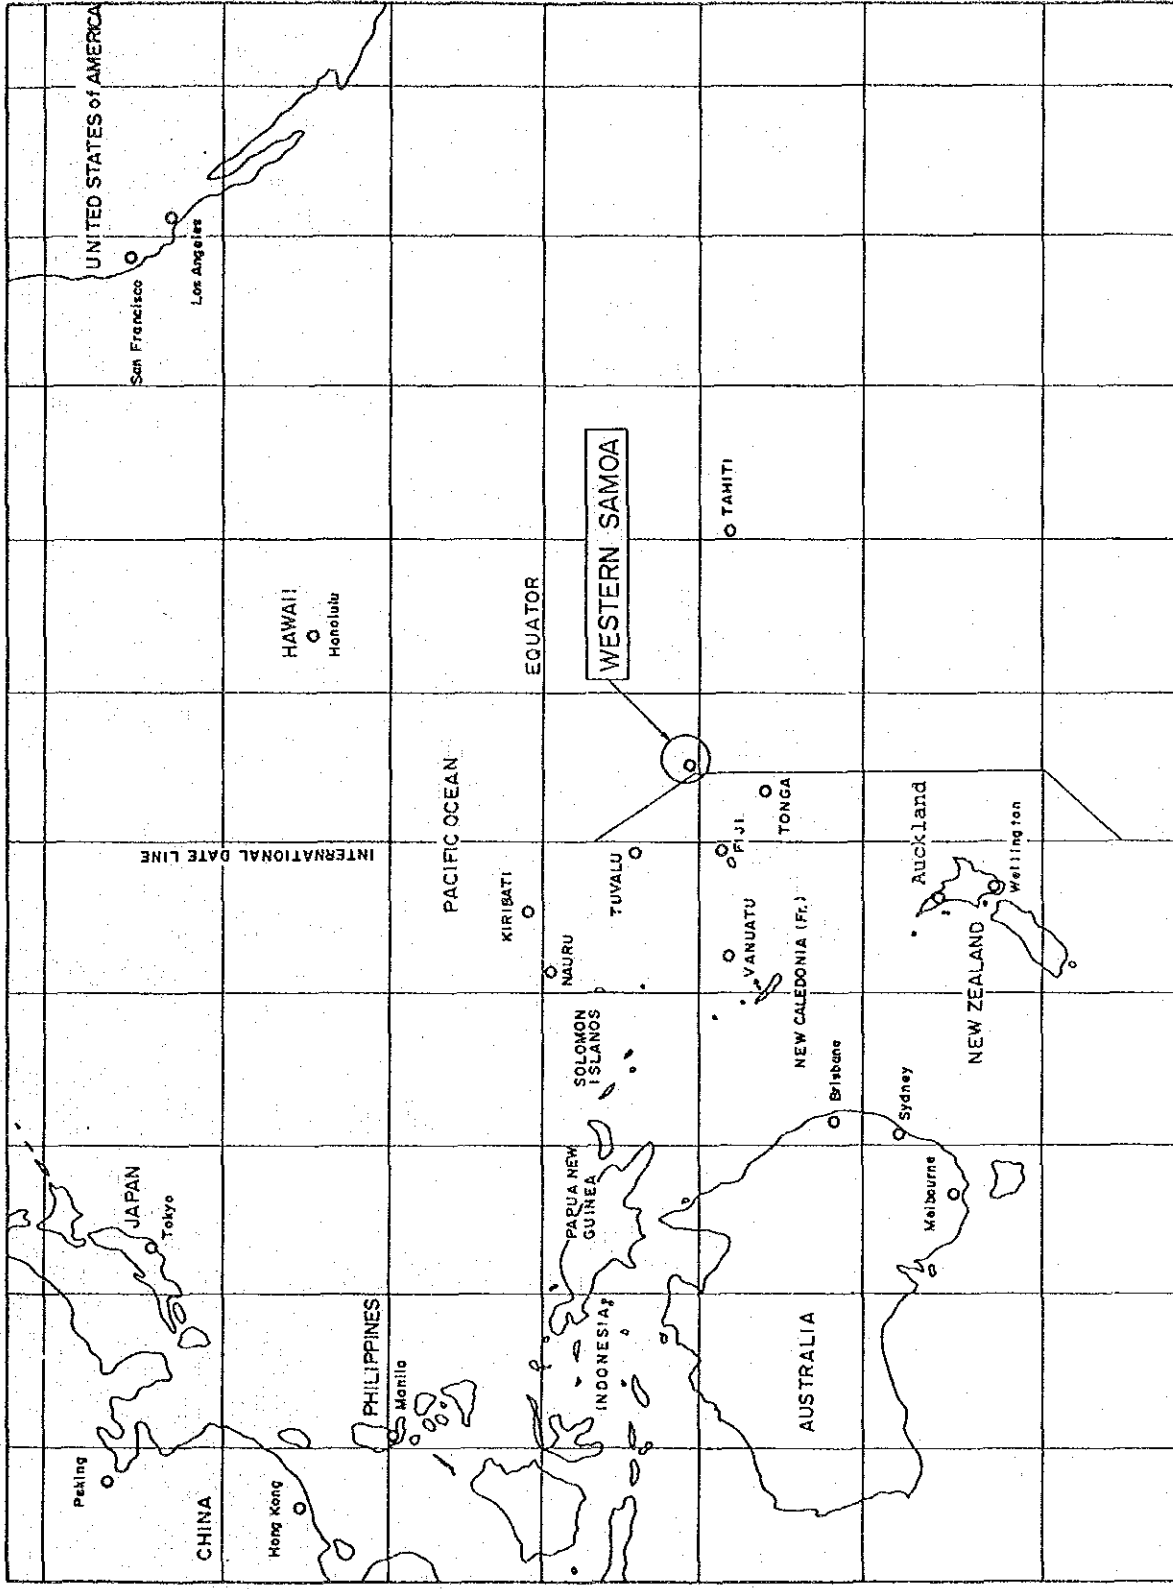 UNITED STATES of AMERICA
San Francisco
Los Angeles
HAWAII
Honolulu
INTERNATIONAL DATE LINE
PACIFIC OCEAN
EQUATOR
WESTERN SAMOA
TAHITI
KIRIBATI
NAURU
TUVALU
FIJI
TONGA
VANUATU
NEW CALEDONIA (Fr.)
SOLOMON
ISLANDS
PAPUA NEW
GUINEA
INDONESIA
JAPAN
Tokyo
Peking
CHINA
Hong Kong
PHILIPPINES
Manila
AUSTRALIA
Brisbane
Sydney
Melbourne
NEW ZEALAND
Auckland
Wellington